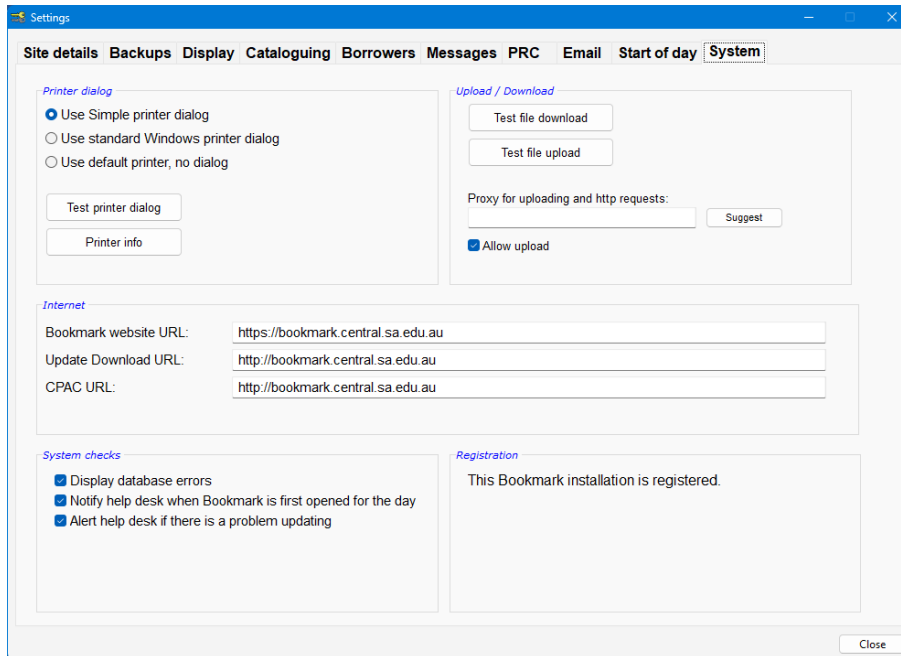 Settings
Site details Backups Display Cataloguing Borrowers Messages PRC Email Start of day System
Printer dialog
Use Simple printer dialog
Use standard Windows printer dialog
Use default printer, no dialog
Test printer dialog
Printer info
Upload / Download
Test file download
Test file upload
Proxy for uploading and http requests:
Suggest
Allow upload
Internet
Bookmark website URL: https://bookmark.central.sa.edu.au
Update Download URL: http://bookmark.central.sa.edu.au
CPAC URL: http://bookmark.central.sa.edu.au
System checks
Display database errors
Notify help desk when Bookmark is first opened for the day
Alert help desk if there is a problem updating
Registration
This Bookmark installation is registered.
Close